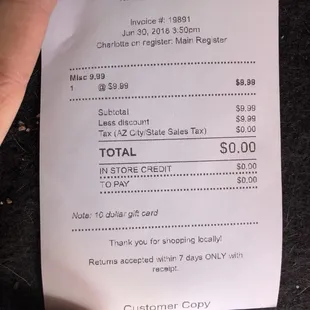 Invoice #: 19891
Jun 30, 2018 3:50pm
Charlotte on register: Main Register
Misc 9.99
1 @ $9.99 $9.99
Subtotal $9.99
Less discount $9.99
Tax (AZ City/State Sales Tax) $0.00
TOTAL $0.00
IN STORE CREDIT $0.00
TO PAY $0.00
Note: 10 dollar gift card
Thank you for shopping locally!
Returns accepted within 7 days ONLY with
receipt.
Customer Copy